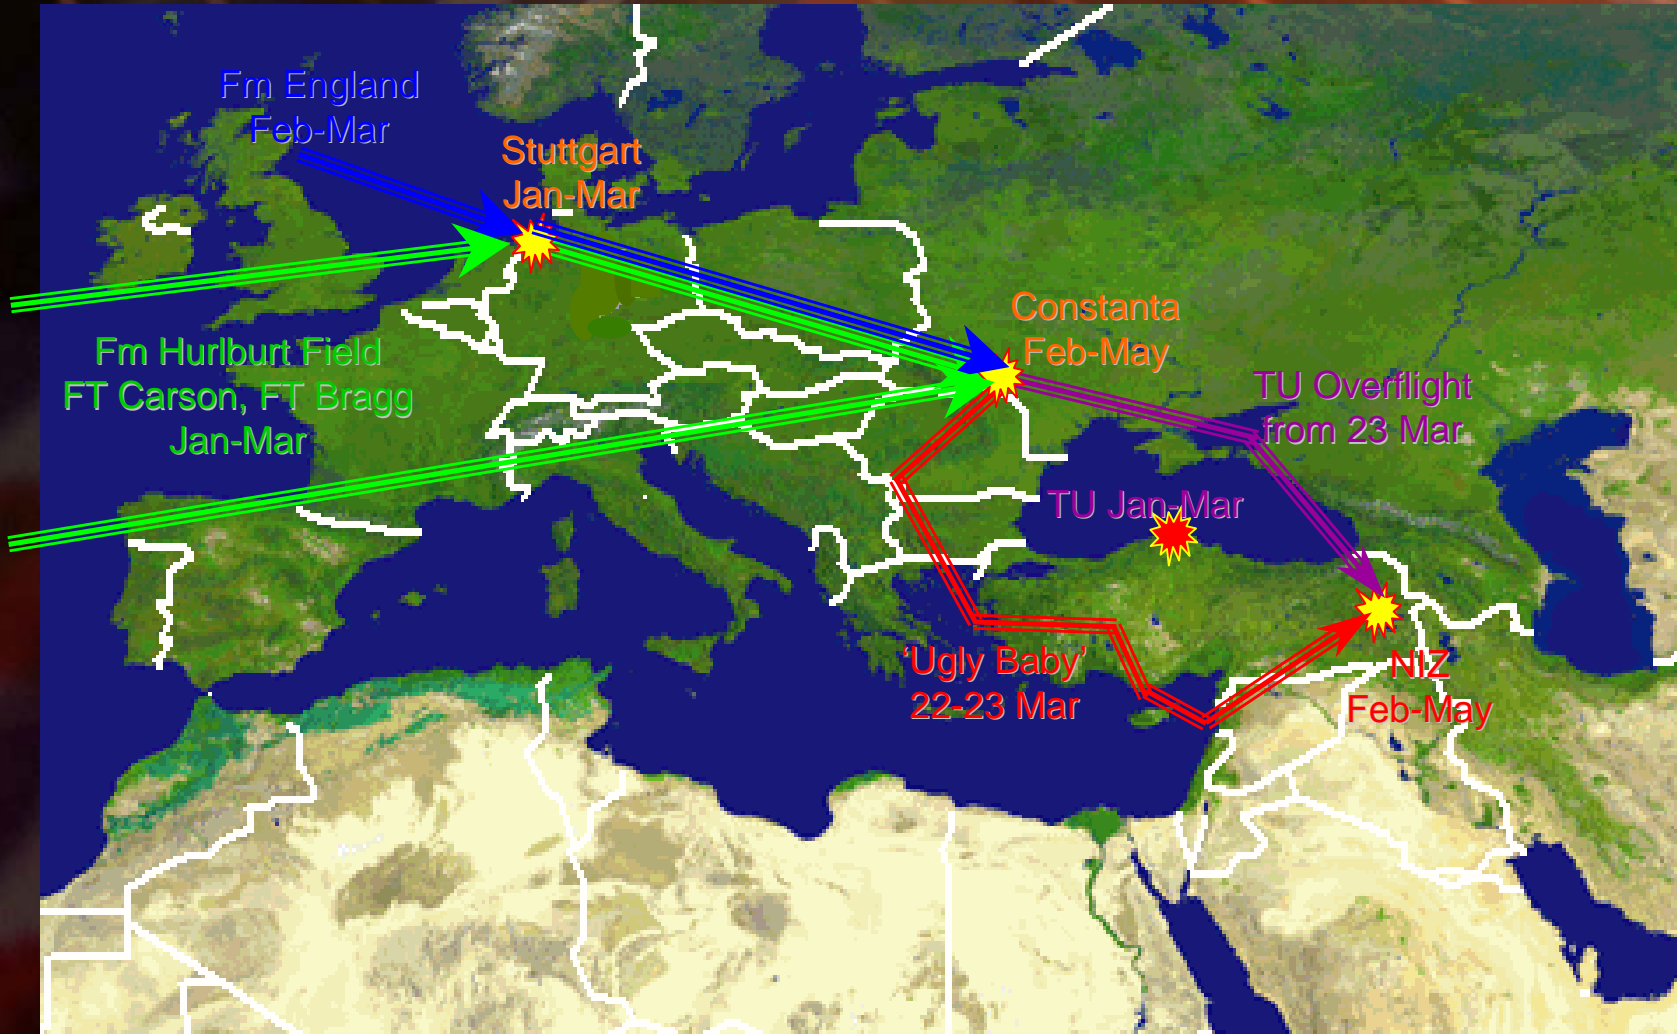 Fm England
Feb-Mar
Stuttgart
Jan-Mar
Constanta
Feb-May
Fm Hurlburt Field
FT Carson, FT Bragg
Jan-Mar
TU Overflight
from 23 Mar
TU Jan-Mar
‘Ugly Baby’
22-23 Mar
NIZ
Feb-May